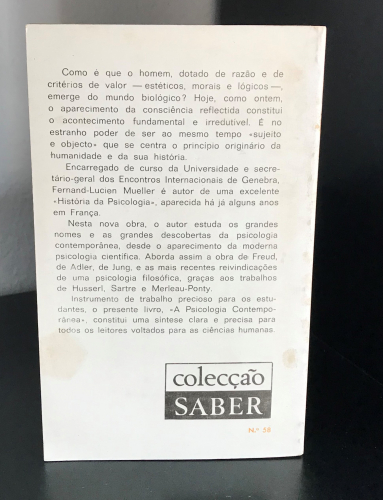 Como é que o homem, dotado de razão e de
critérios de valor — estéticos, morais e lógicos —,
emerge do mundo biológico? Hoje, como ontem,
o aparecimento da consciência reflectida constitui
o acontecimento fundamental e irredutível. É no
estranho poder de ser ao mesmo tempo «sujeito
e objecto» que se centra o princípio originário da
humanidade e da sua história.
Encarregado de curso da Universidade e secre-
tário-geral dos Encontros Internacionais de Genebra,
Fernand-Lucien Mueller é autor de uma excelente
«História da Psicologia», aparecida há já alguns anos
em França.
Nesta nova obra, o autor estuda os grandes
nomes e as grandes descobertas da psicologia
contemporânea, desde o aparecimento da moderna
psicologia científica. Aborda assim a obra de Freud,
de Adler, de Jung, e as mais recentes reivindicações
de uma psicologia filosófica, graças aos trabalhos
de Husserl, Sartre e Merleau-Ponty.
Instrumento de trabalho precioso para os estu-
dantes, o presente livro, «A Psicologia Contempo-
rânea», constitui uma síntese clara e precisa para
todos os leitores voltados para as ciências humanas.
colecção
SABER
N.º 58